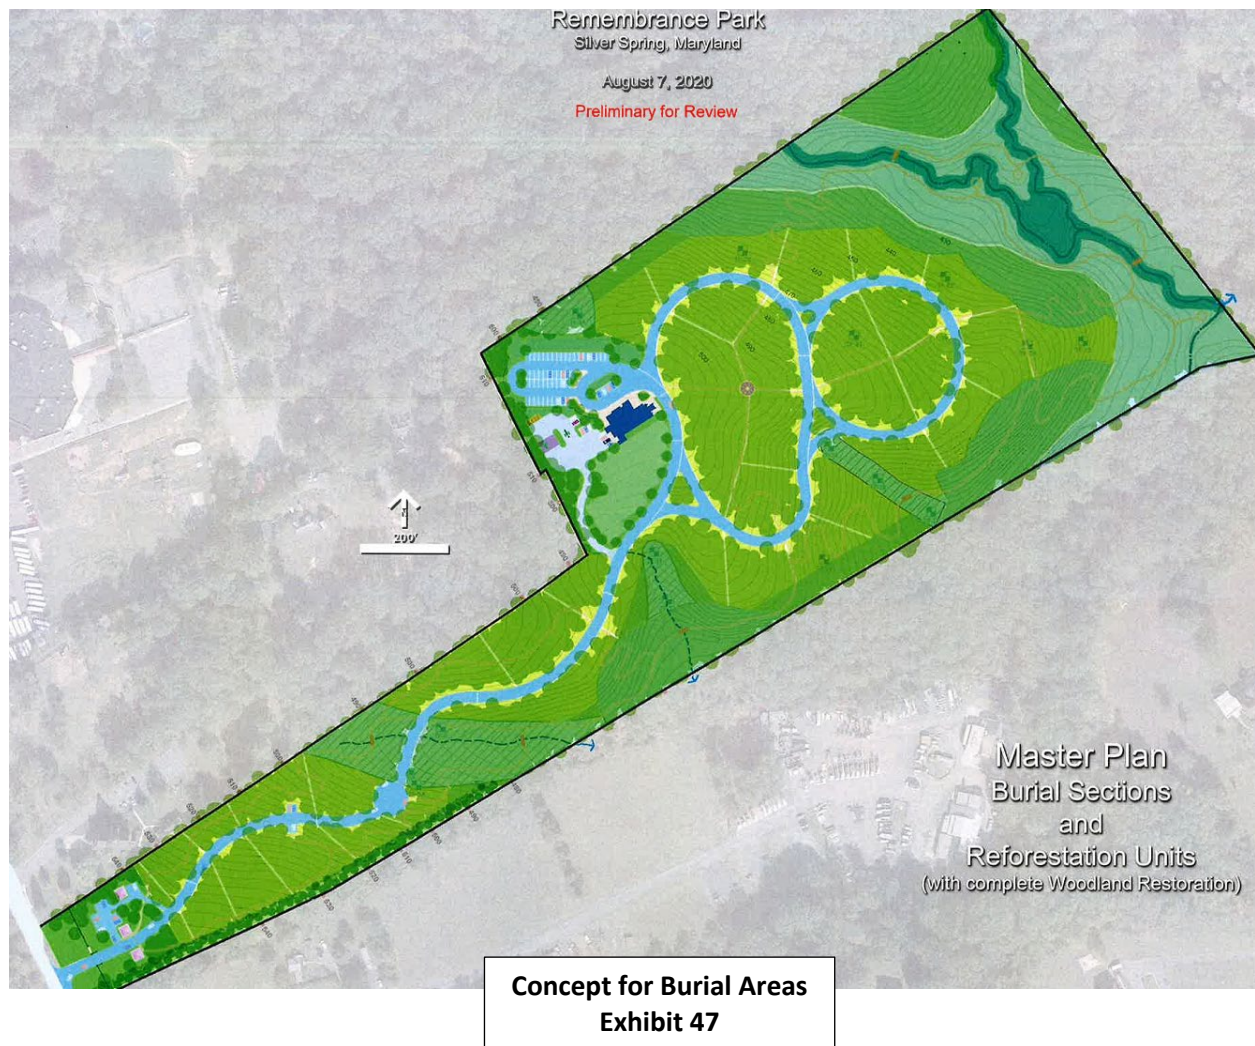 Remembrance Park
Silver Spring, Maryland
August 7, 2020
Preliminary for Review
200'
Master Plan
Burial Sections
and
Reforestation Units
(with complete Woodland Restoration)
Concept for Burial Areas
Exhibit 47